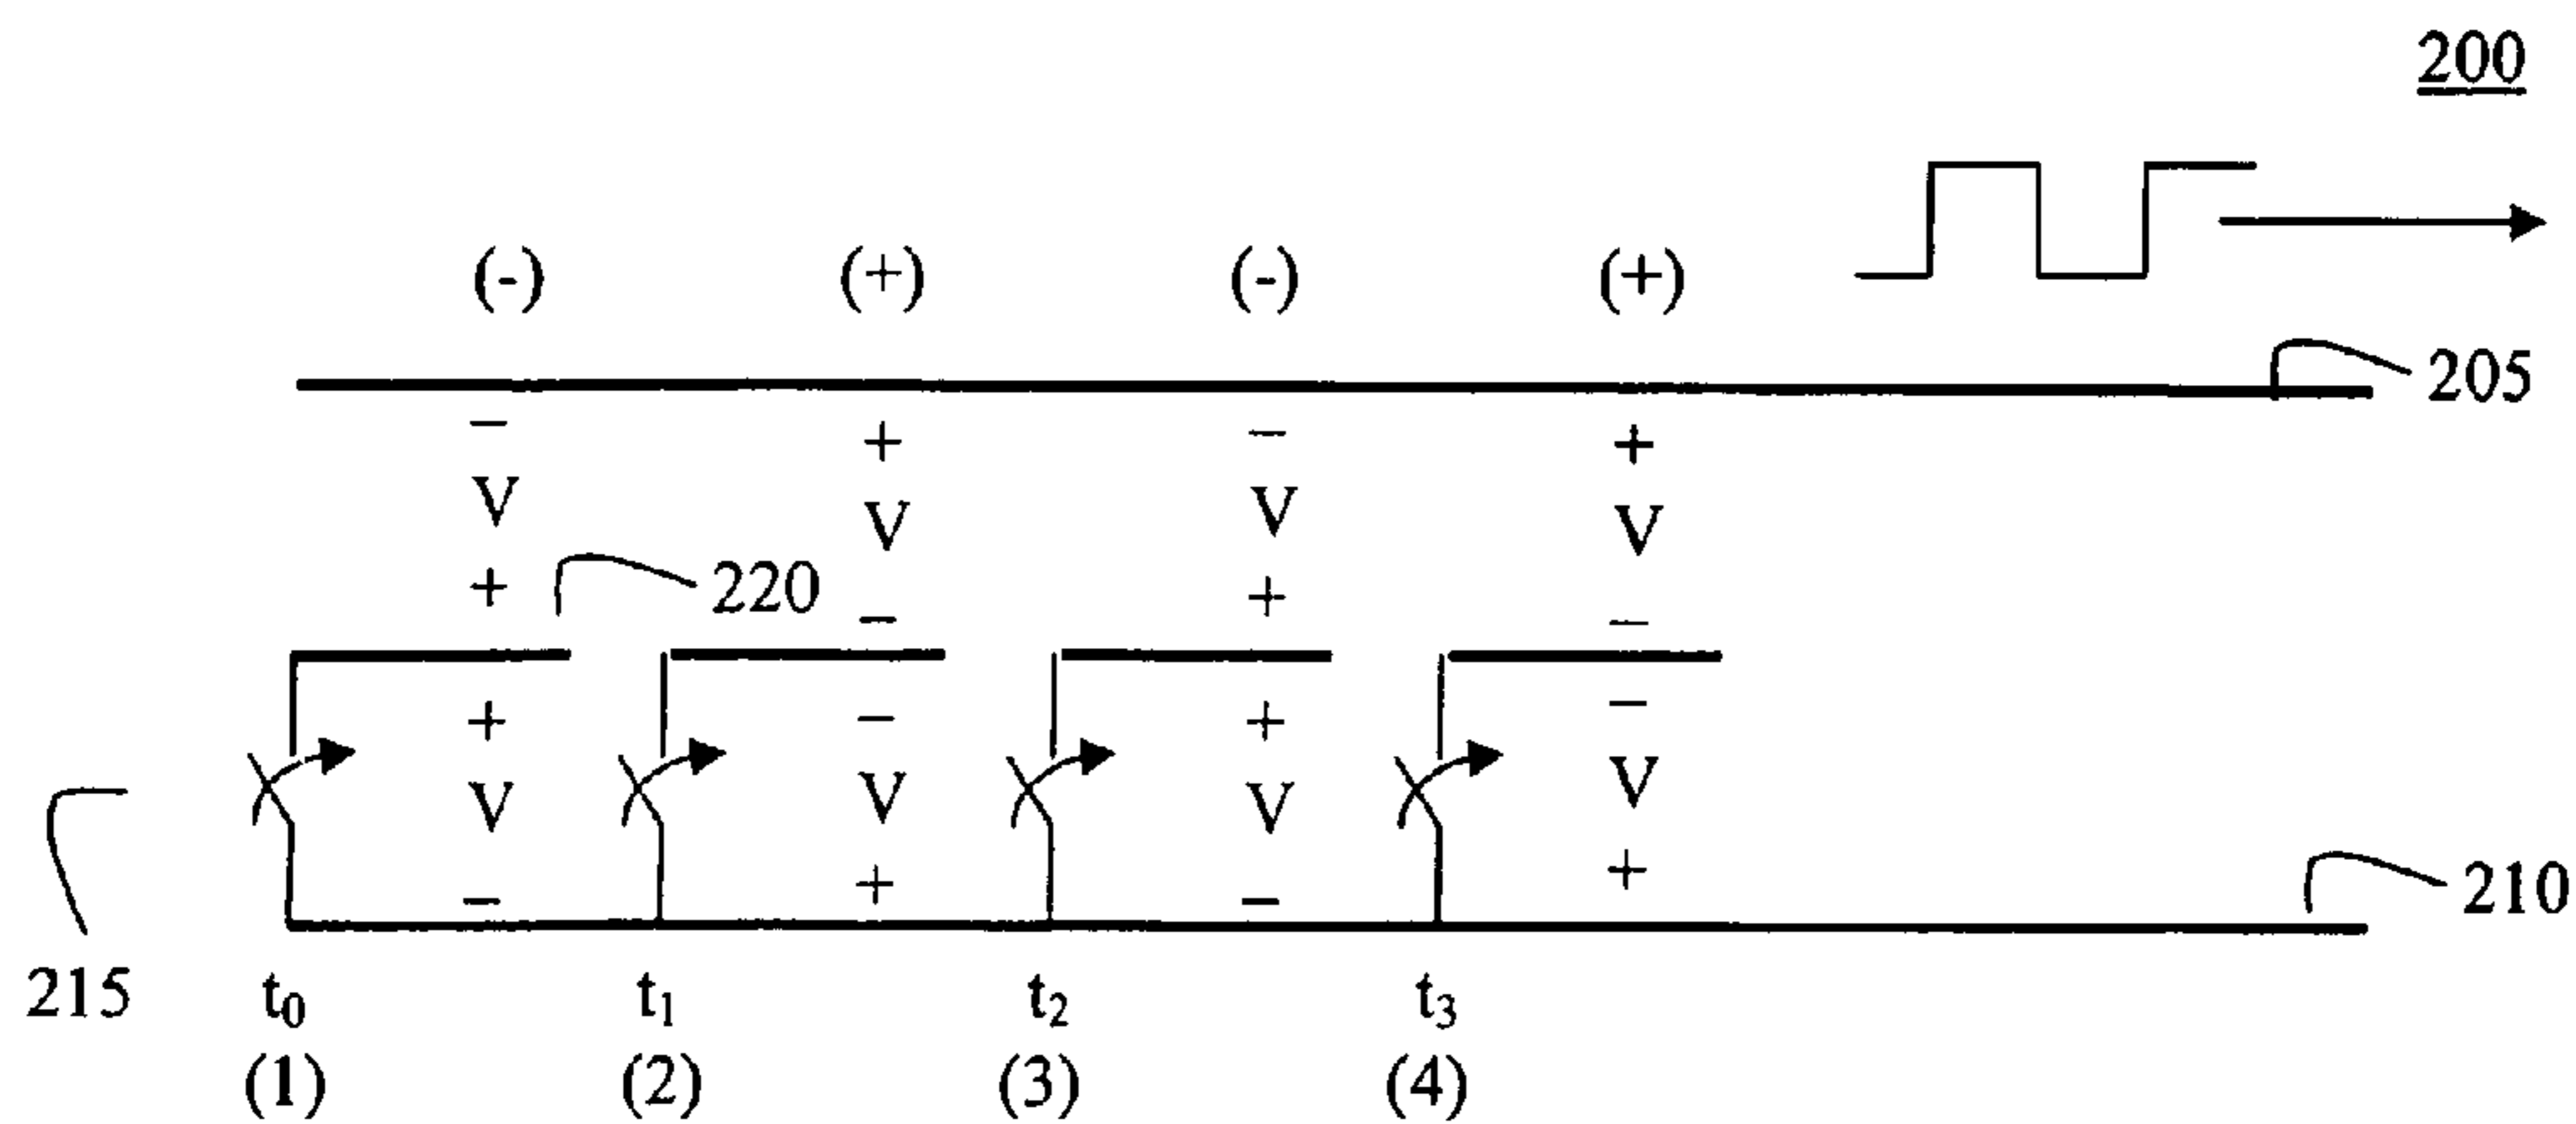 200
(-) (+) (-) (+)
205
− + − +
V V V V
+ − + −
220
+ − + −
V V V V
− + − +
210
215
t₀ t₁ t₂ t₃
(1) (2) (3) (4)